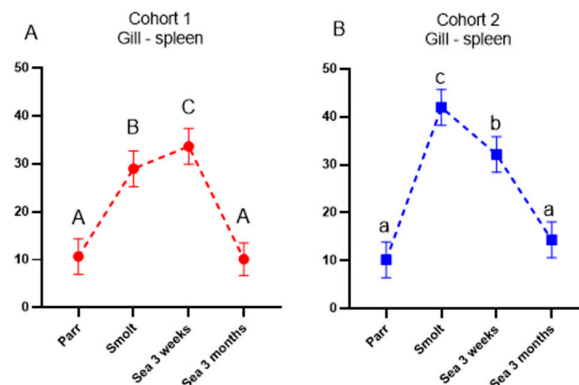 A
Cohort 1
Gill - spleen
50
40
30
20
10
0
A
B
C
A
Parr
Smolt
Sea 3 weeks
Sea 3 months
B
Cohort 2
Gill - spleen
50
40
30
20
10
0
a
c
b
a
Parr
Smolt
Sea 3 weeks
Sea 3 months